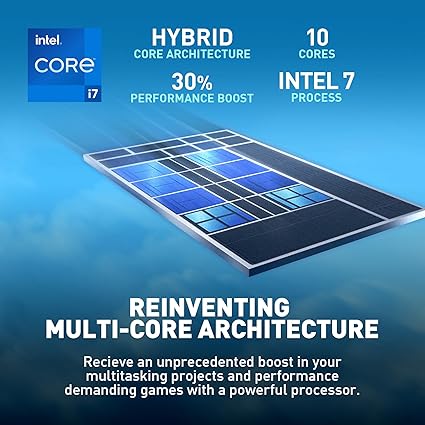 intel
CORE
i7
HYBRID
CORE ARCHITECTURE
10
CORES
30%
PERFORMANCE BOOST
INTEL 7
PROCESS
REINVENTING
MULTI-CORE ARCHITECTURE
Recieve an unprecedented boost in your
multitasking projects and performance
demanding games with a powerful processor.